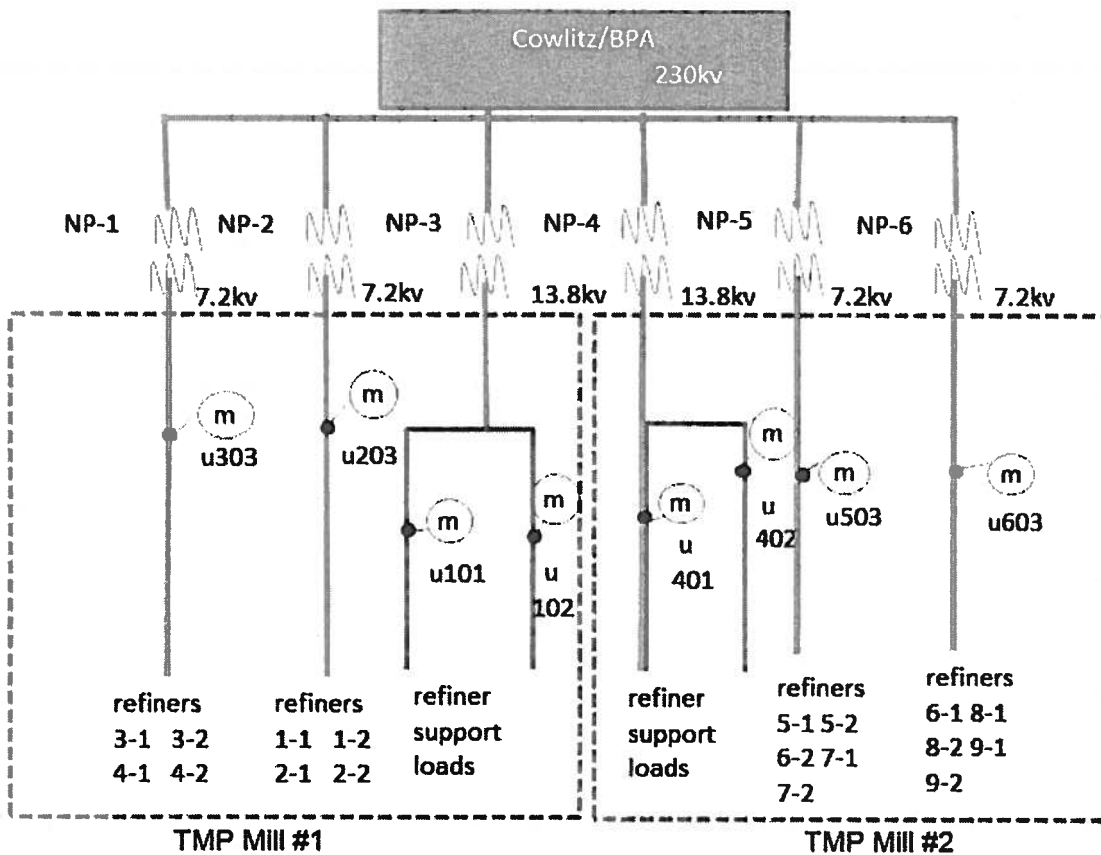 Cowlitz/BPA
230kv
NP-1
NP-2
NP-3
NP-4
NP-5
NP-6
7.2kv
7.2kv
13.8kv
13.8kv
7.2kv
7.2kv
m
u303
m
u203
m
u101
m
u
102
m
u
401
m
u
402
m
u503
m
u603
refiners
3-1 3-2
4-1 4-2
refiners
1-1 1-2
2-1 2-2
refiner
support
loads
refiner
support
loads
refiners
5-1 5-2
6-2 7-1
7-2
refiners
6-1 8-1
8-2 9-1
9-2
TMP Mill #1
TMP Mill #2